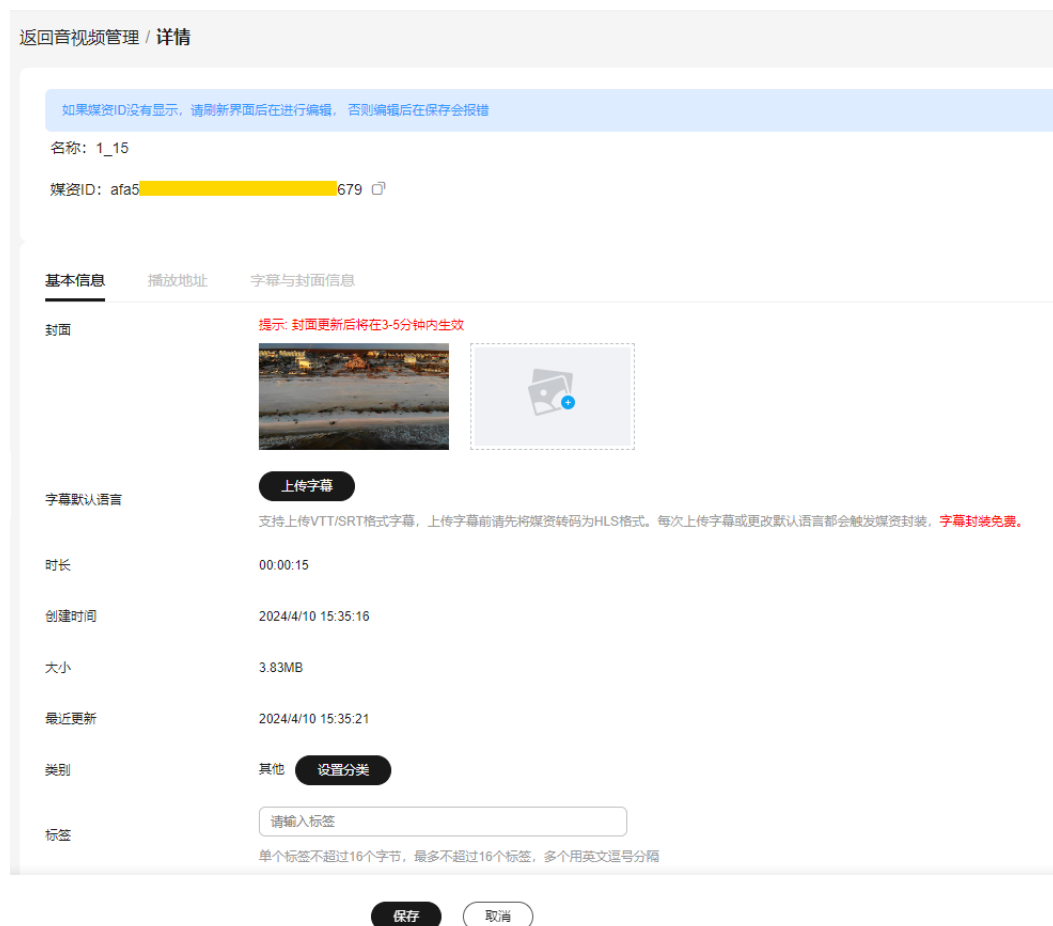 返回音视频管理 / 详情
如果媒资ID没有显示，请刷新界面后在进行编辑， 否则编辑后在保存会报错
名称：1_15
媒资ID：afa5 679
基本信息 播放地址 字幕与封面信息
封面 提示: 封面更新后将在3-5分钟内生效
字幕默认语言 上传字幕
支持上传VTT/SRT格式字幕，上传字幕前请先将媒资转码为HLS格式。每次上传字幕或更改默认语言都会触发媒资封装，字幕封装免费。
时长 00:00:15
创建时间 2024/4/10 15:35:16
大小 3.83MB
最近更新 2024/4/10 15:35:21
类别 其他 设置分类
标签 请输入标签
单个标签不超过16个字节，最多不超过16个标签，多个用英文逗号分隔
保存 取消